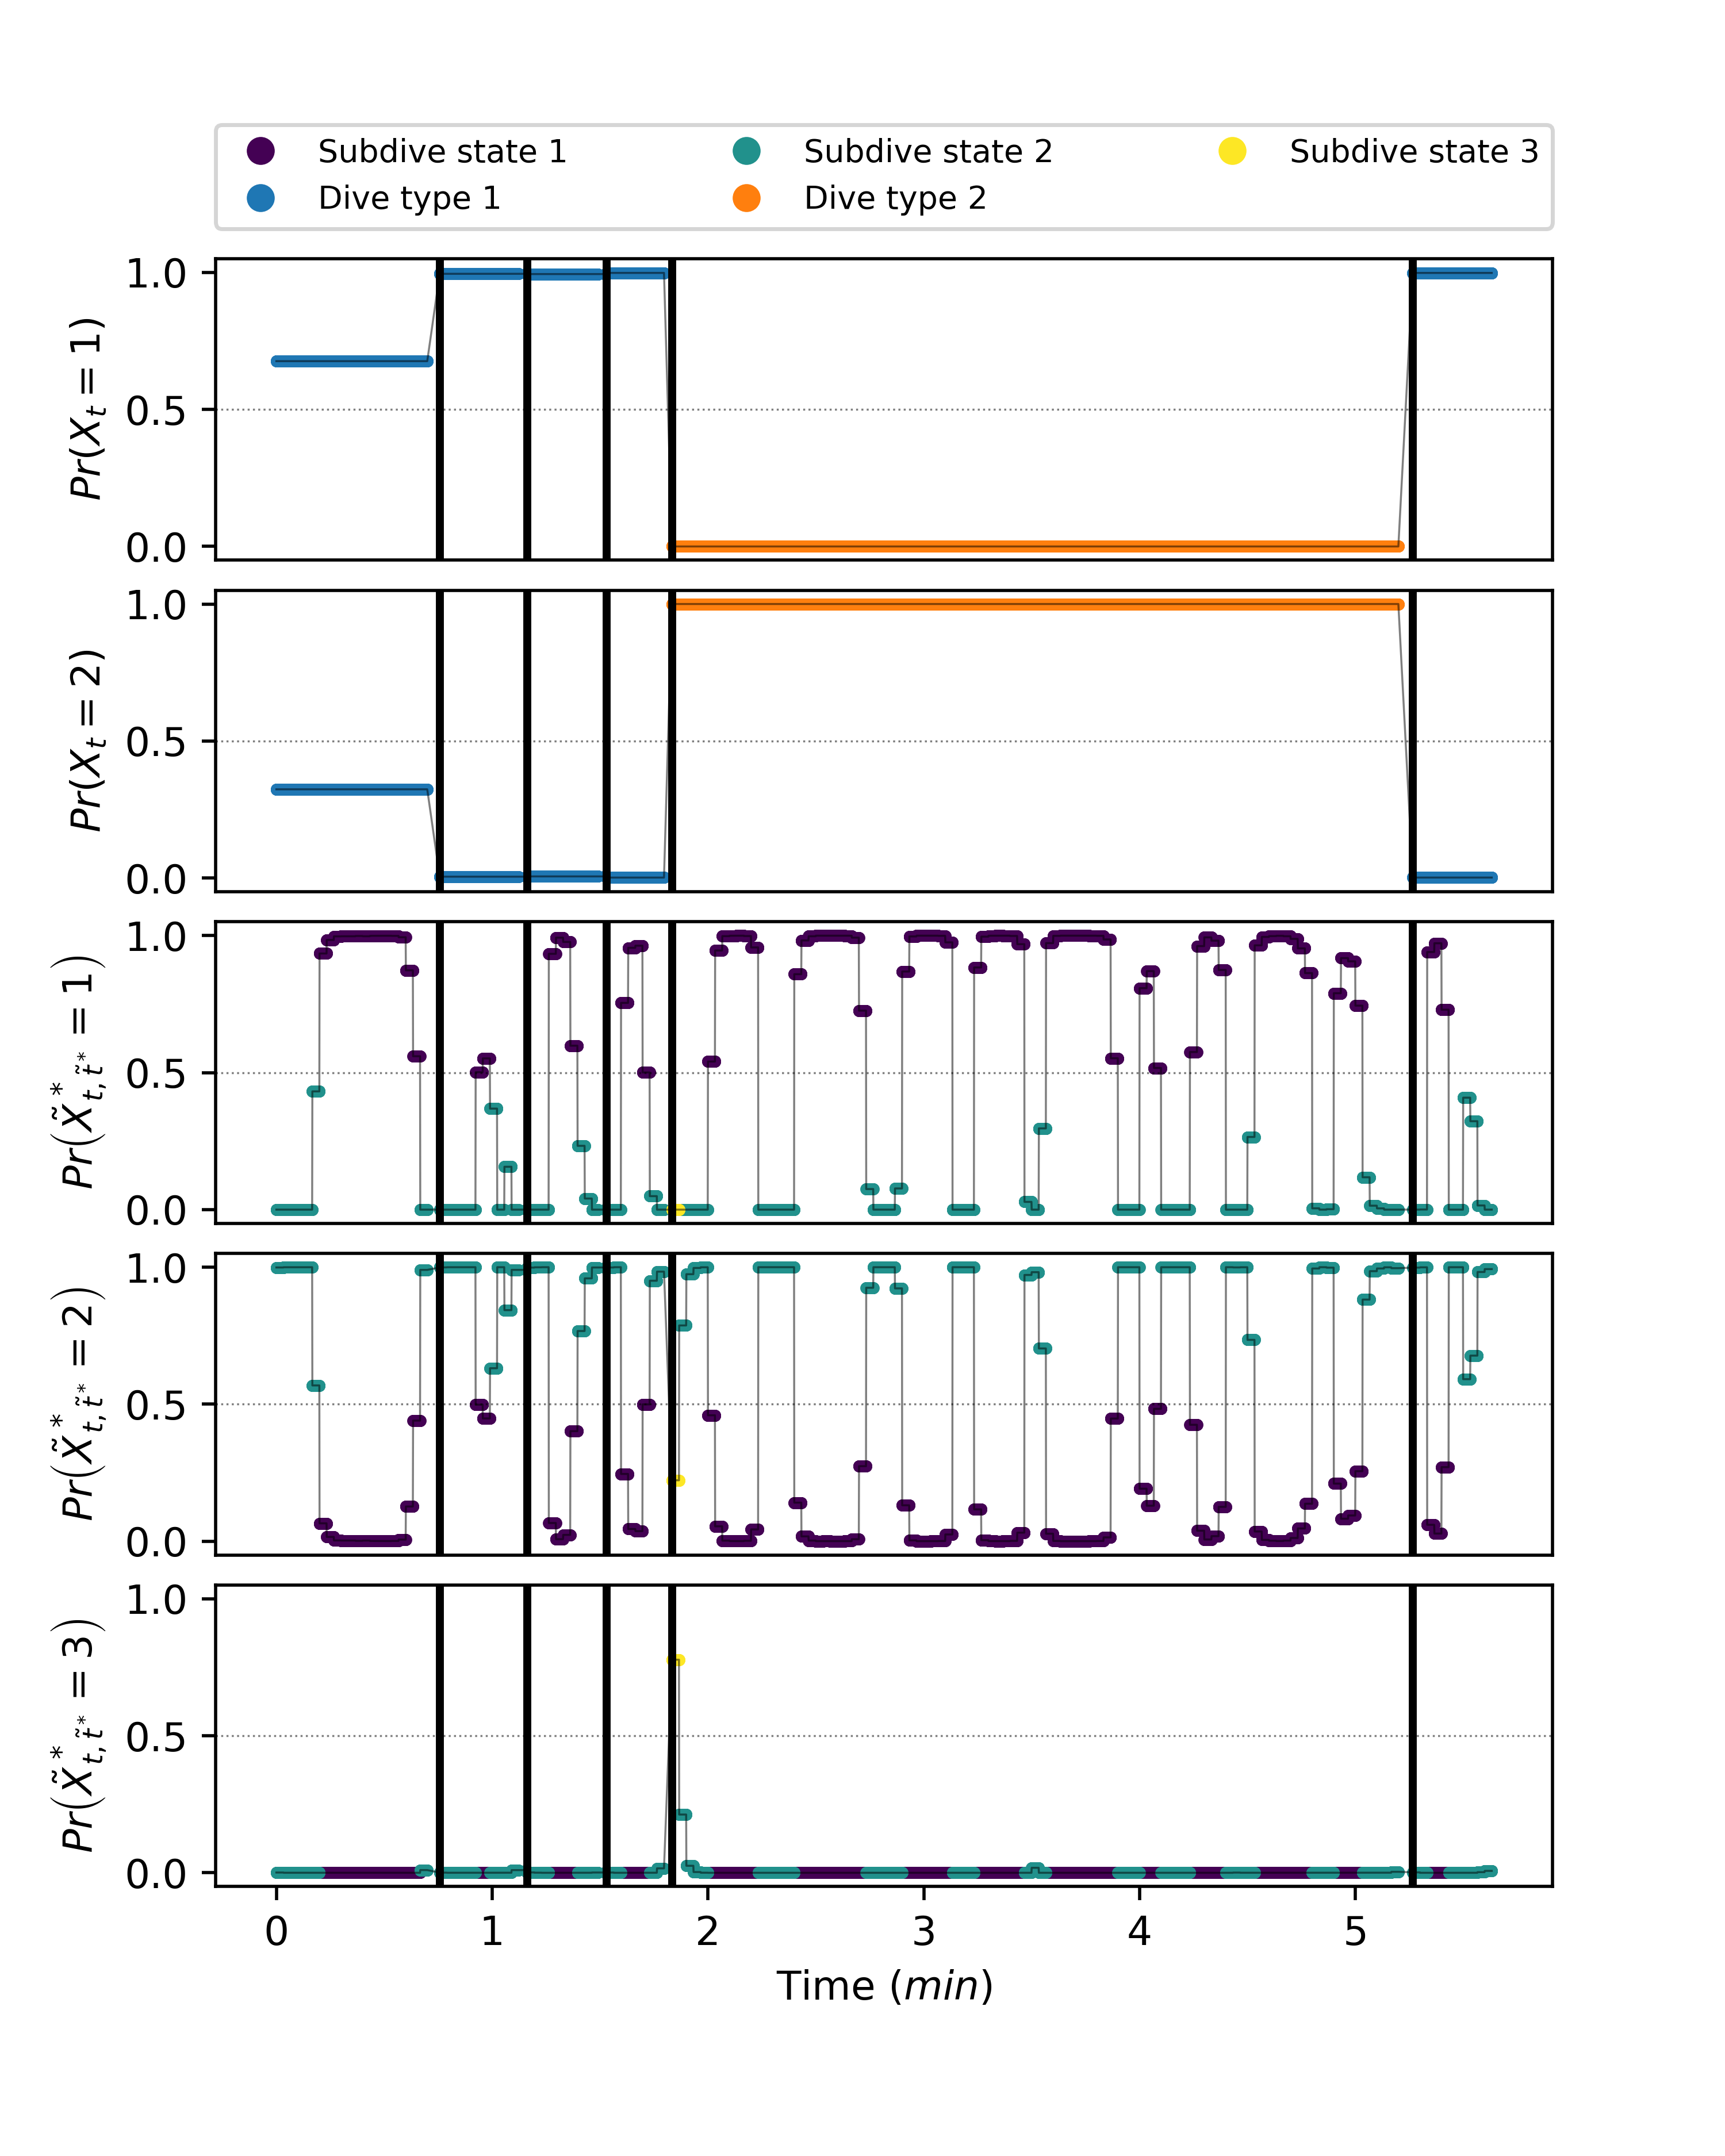 Subdive state 1 Subdive state 2 Subdive state 3
Dive type 1 Dive type 2
1.0
0.5
0.0
Pr(X_t = 1)
1.0
0.5
0.0
Pr(X_t = 2)
1.0
0.5
0.0
Pr(X̃*_{t,t̃*} = 1)
1.0
0.5
0.0
Pr(X̃*_{t,t̃*} = 2)
1.0
0.5
0.0
Pr(X̃*_{t,t̃*} = 3)
0 1 2 3 4 5
Time (min)